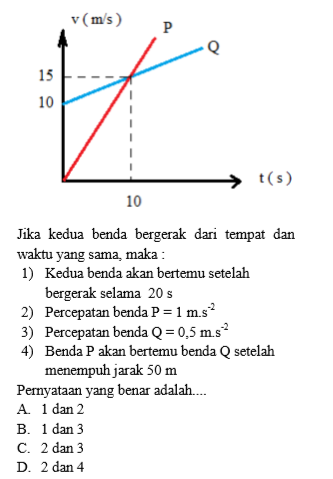 v ( m/s )
P
Q
15
10
t ( s )
10
Jika kedua benda bergerak dari tempat dan
waktu yang sama, maka :
1) Kedua benda akan bertemu setelah
bergerak selama 20 s
2) Percepatan benda P = 1 m.s⁻²
3) Percepatan benda Q = 0,5 m.s⁻²
4) Benda P akan bertemu benda Q setelah
menempuh jarak 50 m
Pernyataan yang benar adalah....
A. 1 dan 2
B. 1 dan 3
C. 2 dan 3
D. 2 dan 4